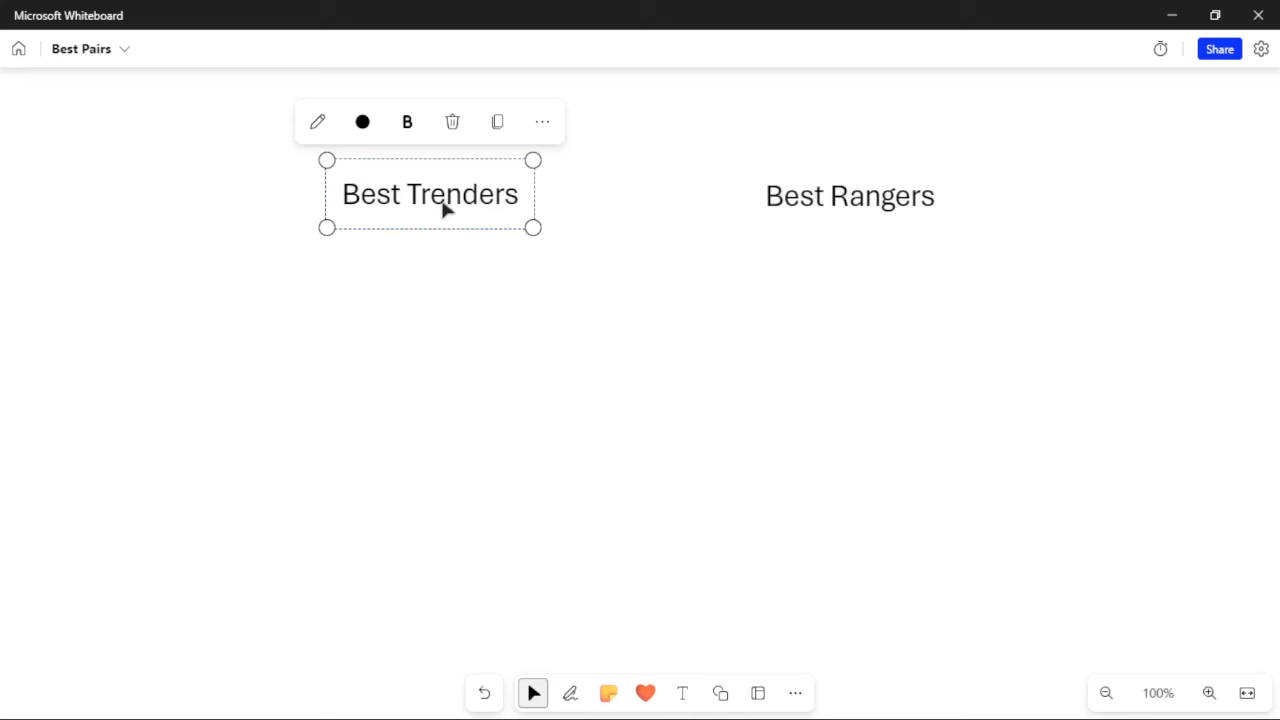 Microsoft Whiteboard
Best Pairs
Share
B
Best Trenders
Best Rangers
T
100%